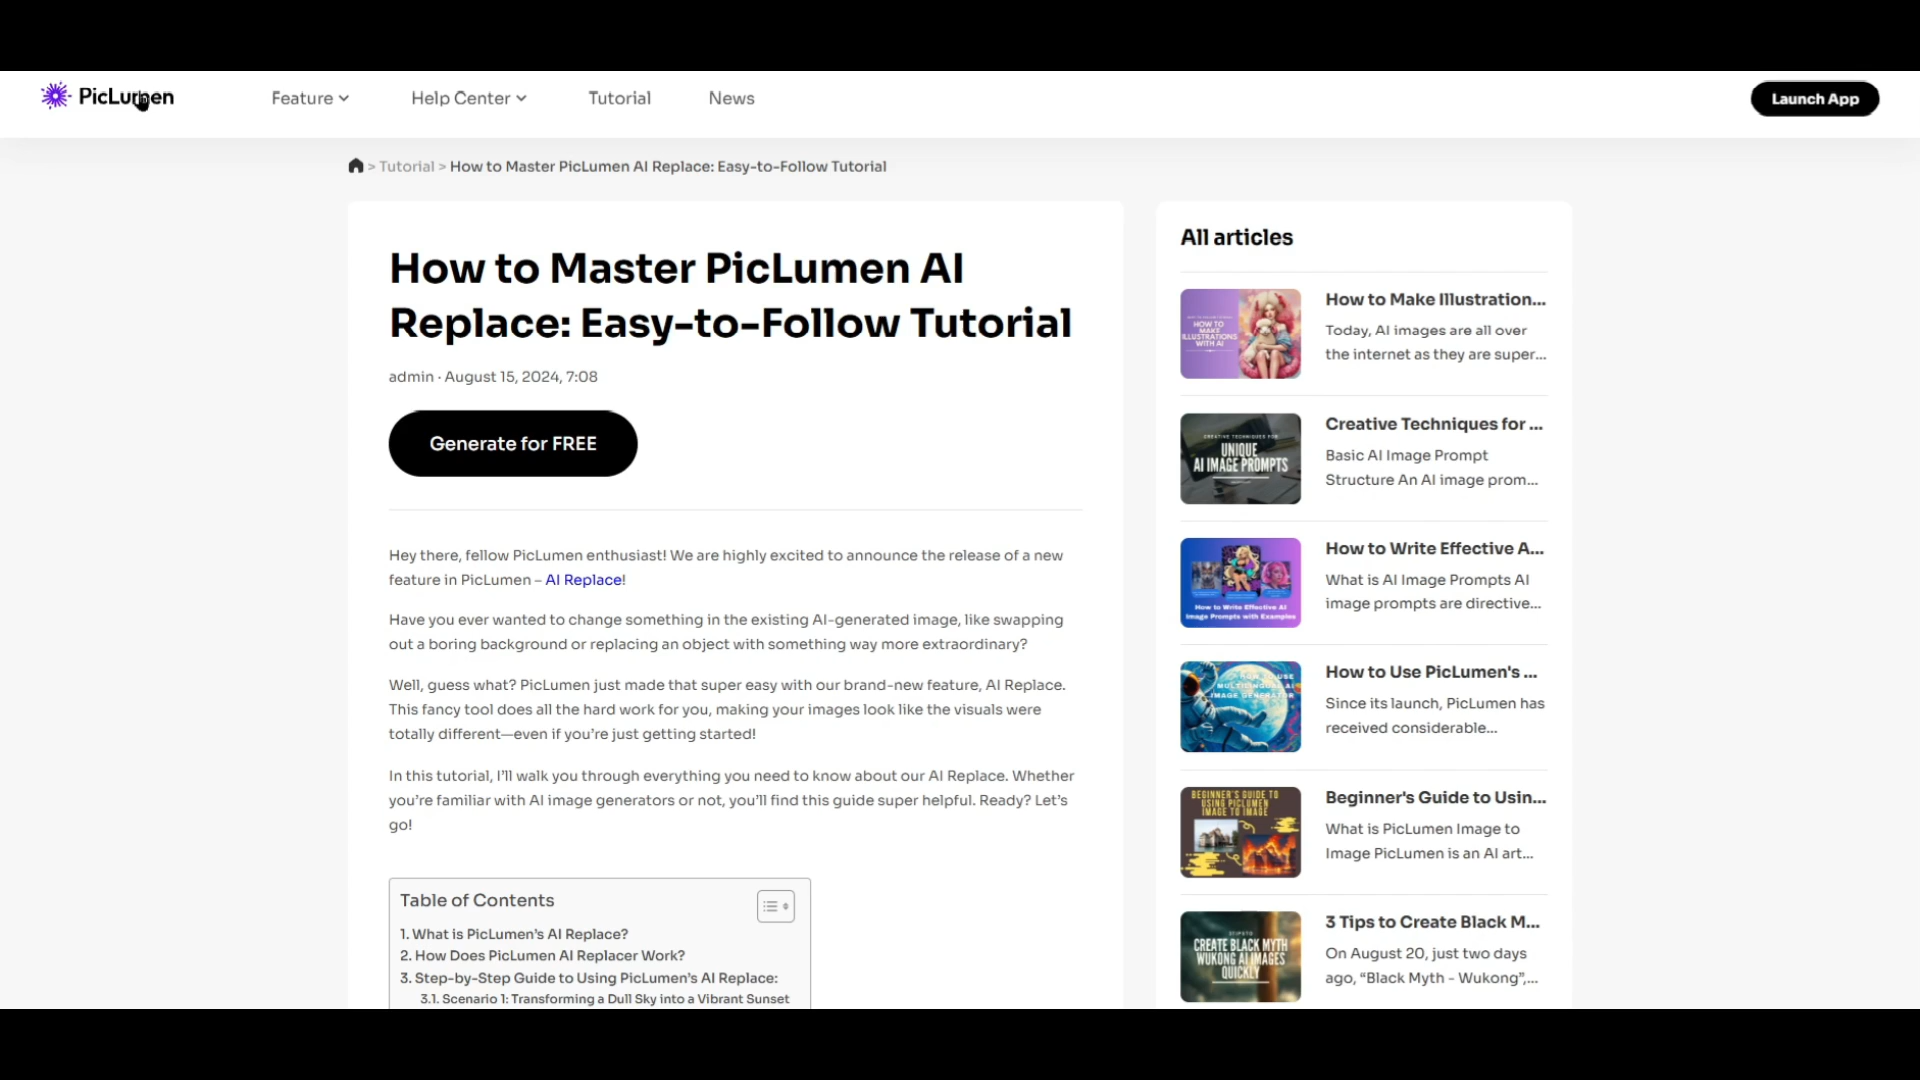 PicLumen
Feature
Help Center
Tutorial
News
Launch App
> Tutorial > How to Master PicLumen AI Replace: Easy-to-Follow Tutorial
How to Master PicLumen AI
Replace: Easy-to-Follow Tutorial
admin · August 15, 2024, 7:08
Generate for FREE
Hey there, fellow PicLumen enthusiast! We are highly excited to announce the release of a new
feature in PicLumen – AI Replace!
Have you ever wanted to change something in the existing AI-generated image, like swapping
out a boring background or replacing an object with something way more extraordinary?
Well, guess what? PicLumen just made that super easy with our brand-new feature, AI Replace.
This fancy tool does all the hard work for you, making your images look like the visuals were
totally different—even if you’re just getting started!
In this tutorial, I’ll walk you through everything you need to know about our AI Replace. Whether
you’re familiar with AI image generators or not, you’ll find this guide super helpful. Ready? Let’s
go!
Table of Contents
1. What is PicLumen’s AI Replace?
2. How Does PicLumen AI Replacer Work?
3. Step-by-Step Guide to Using PicLumen’s AI Replace:
3.1. Scenario 1: Transforming a Dull Sky into a Vibrant Sunset
All articles
HOW TO
MAKE
ILLUSTRATIONS
WITH AI
How to Make Illustration...
Today, AI images are all over
the internet as they are super...
CREATIVE TECHNIQUES FOR
UNIQUE
AI IMAGE PROMPTS
Creative Techniques for ...
Basic AI Image Prompt
Structure An AI image prom...
How to Write Effective AI
Image Prompts with Examples
How to Write Effective A...
What is AI Image Prompts AI
image prompts are directive...
HOW TO USE
MULTILINGUAL AI
IMAGE GENERATOR
How to Use PicLumen's ...
Since its launch, PicLumen has
received considerable...
BEGINNER'S GUIDE TO
USING PICLUMEN
IMAGE TO IMAGE
Beginner's Guide to Usin...
What is PicLumen Image to
Image PicLumen is an AI art...
3 TIPS TO
CREATE BLACK MYTH
WUKONG AI IMAGES
QUICKLY
3 Tips to Create Black M...
On August 20, just two days
ago, “Black Myth - Wukong”,...